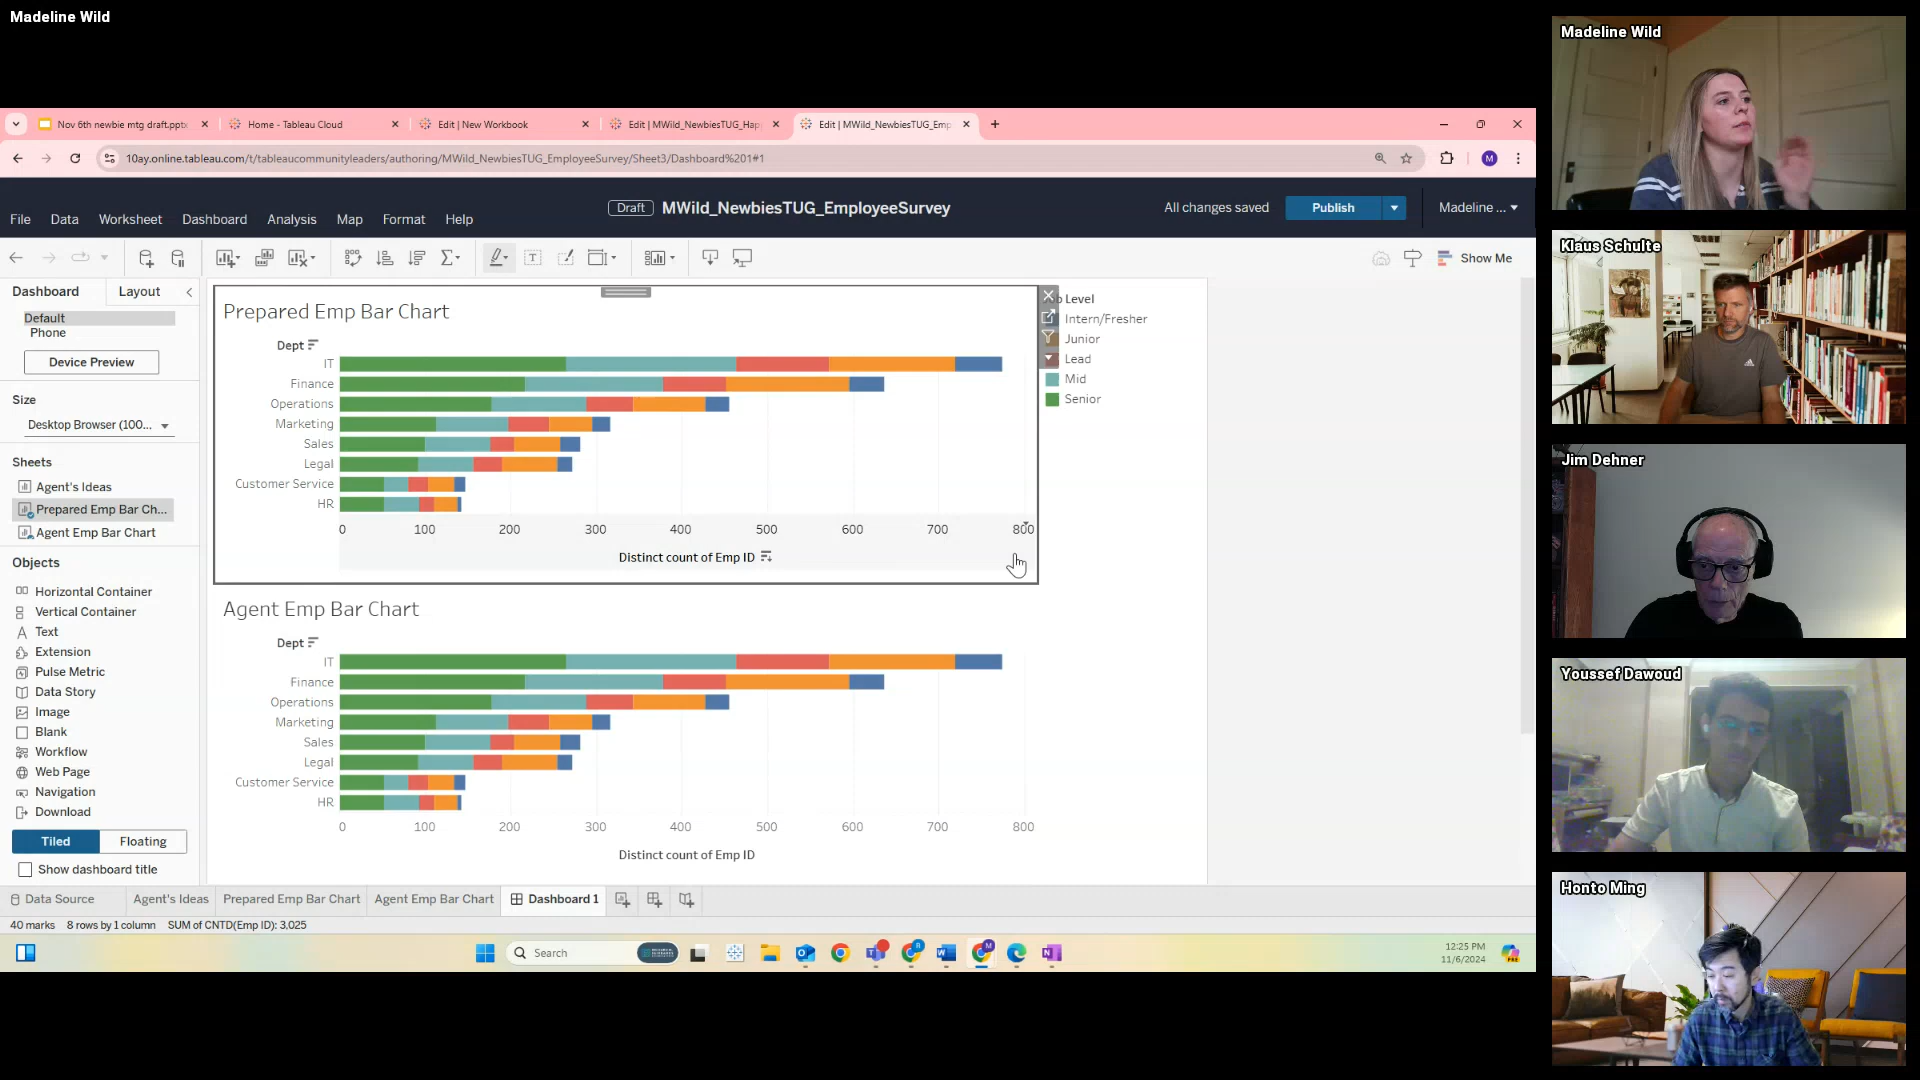 Madeline Wild
Nov 6th newbie mtg draft.pptx
Home - Tableau Cloud
Edit | New Workbook
Edit | MWild_NewbiesTUG_Hap
Edit | MWild_NewbiesTUG_Emp
10ay.online.tableau.com/t/tableaucommunityleaders/authoring/MWild_NewbiesTUG_EmployeeSurvey/Sheet3/Dashboard%201#1
M
Draft
MWild_NewbiesTUG_EmployeeSurvey
All changes saved
Publish
Madeline ...
File Data Worksheet Dashboard Analysis Map Format Help
Show Me
Dashboard Layout
Default
Phone
Device Preview
Size
Desktop Browser (100...
Sheets
Agent's Ideas
Prepared Emp Bar Ch...
Agent Emp Bar Chart
Objects
Horizontal Container
Vertical Container
Text
Extension
Pulse Metric
Data Story
Image
Blank
Workflow
Web Page
Navigation
Download
Tiled Floating
Show dashboard title
Prepared Emp Bar Chart
Dept
IT
Finance
Operations
Marketing
Sales
Legal
Customer Service
HR
0 100 200 300 400 500 600 700 800
Distinct count of Emp ID
Level
Intern/Fresher
Junior
Lead
Mid
Senior
Agent Emp Bar Chart
Dept
IT
Finance
Operations
Marketing
Sales
Legal
Customer Service
HR
0 100 200 300 400 500 600 700 800
Distinct count of Emp ID
Data Source Agent's Ideas Prepared Emp Bar Chart Agent Emp Bar Chart Dashboard 1
40 marks 8 rows by 1 column SUM of CNTD(Emp ID): 3,025
Search
12:25 PM
11/6/2024
Madeline Wild
Klaus Schulte
Jim Dehner
Youssef Dawoud
Honto Ming